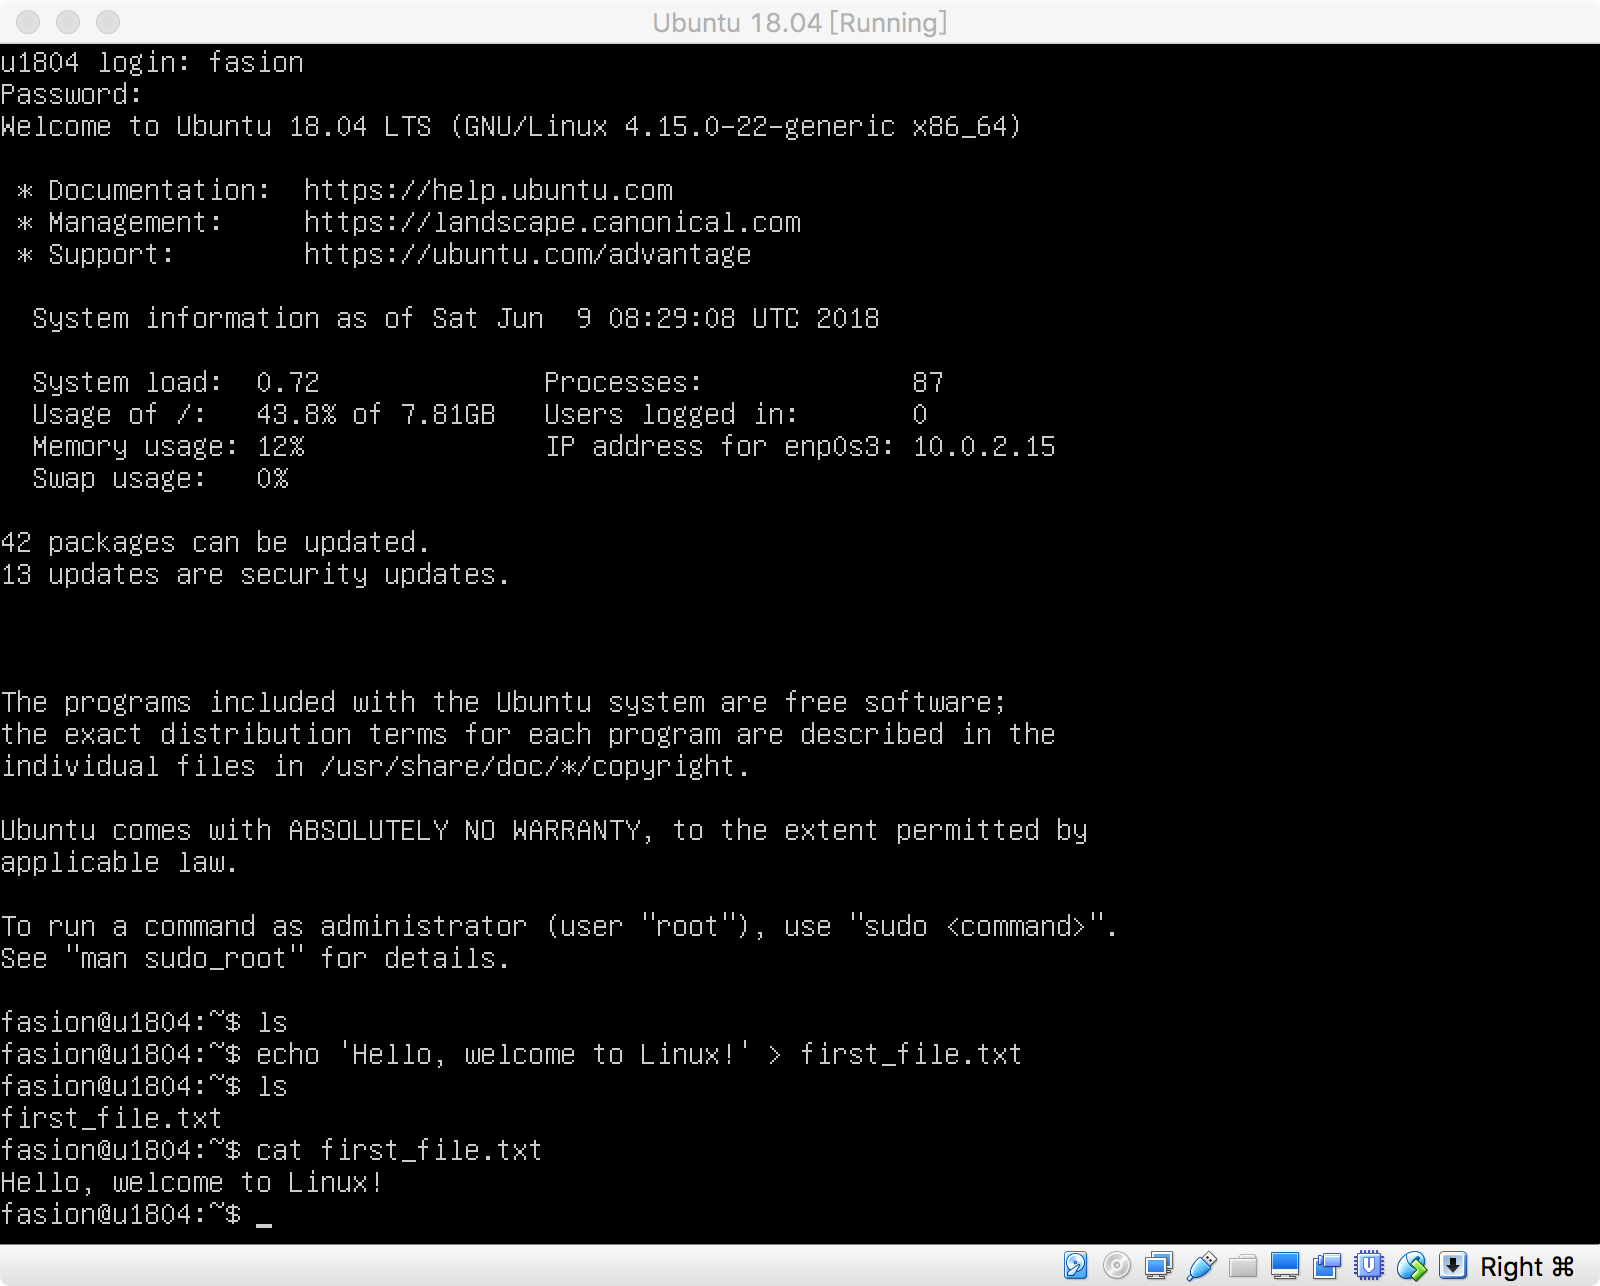 Ubuntu 18.04 [Running]
u1804 login: fasion
Password:
Welcome to Ubuntu 18.04 LTS (GNU/Linux 4.15.0-22-generic x86_64)
 * Documentation:  https://help.ubuntu.com
 * Management:     https://landscape.canonical.com
 * Support:        https://ubuntu.com/advantage
  System information as of Sat Jun  9 08:29:08 UTC 2018
  System load:  0.72              Processes:             87
  Usage of /:   43.8% of 7.81GB   Users logged in:       0
  Memory usage: 12%               IP address for enp0s3: 10.0.2.15
  Swap usage:   0%
42 packages can be updated.
13 updates are security updates.
The programs included with the Ubuntu system are free software;
the exact distribution terms for each program are described in the
individual files in /usr/share/doc/*/copyright.
Ubuntu comes with ABSOLUTELY NO WARRANTY, to the extent permitted by
applicable law.
To run a command as administrator (user "root"), use "sudo <command>".
See "man sudo_root" for details.
fasion@u1804:~$ ls
fasion@u1804:~$ echo 'Hello, welcome to Linux!' > first_file.txt
fasion@u1804:~$ ls
first_file.txt
fasion@u1804:~$ cat first_file.txt
Hello, welcome to Linux!
fasion@u1804:~$ _
Right ⌘